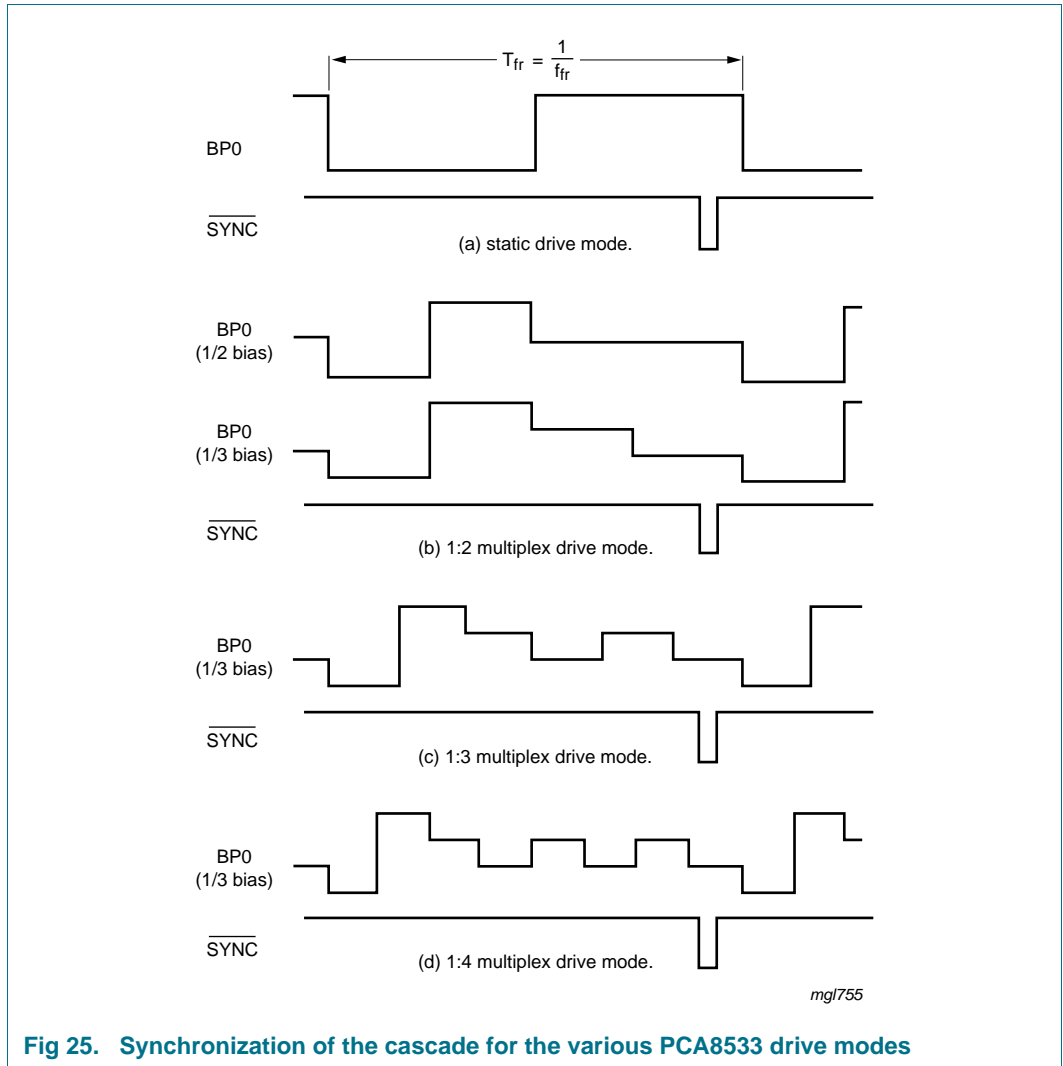 T_fr = 1/f_fr
BP0
SYNC
(a) static drive mode.
BP0
(1/2 bias)
BP0
(1/3 bias)
SYNC
(b) 1:2 multiplex drive mode.
BP0
(1/3 bias)
SYNC
(c) 1:3 multiplex drive mode.
BP0
(1/3 bias)
SYNC
(d) 1:4 multiplex drive mode.
mgl755
Fig 25. Synchronization of the cascade for the various PCA8533 drive modes